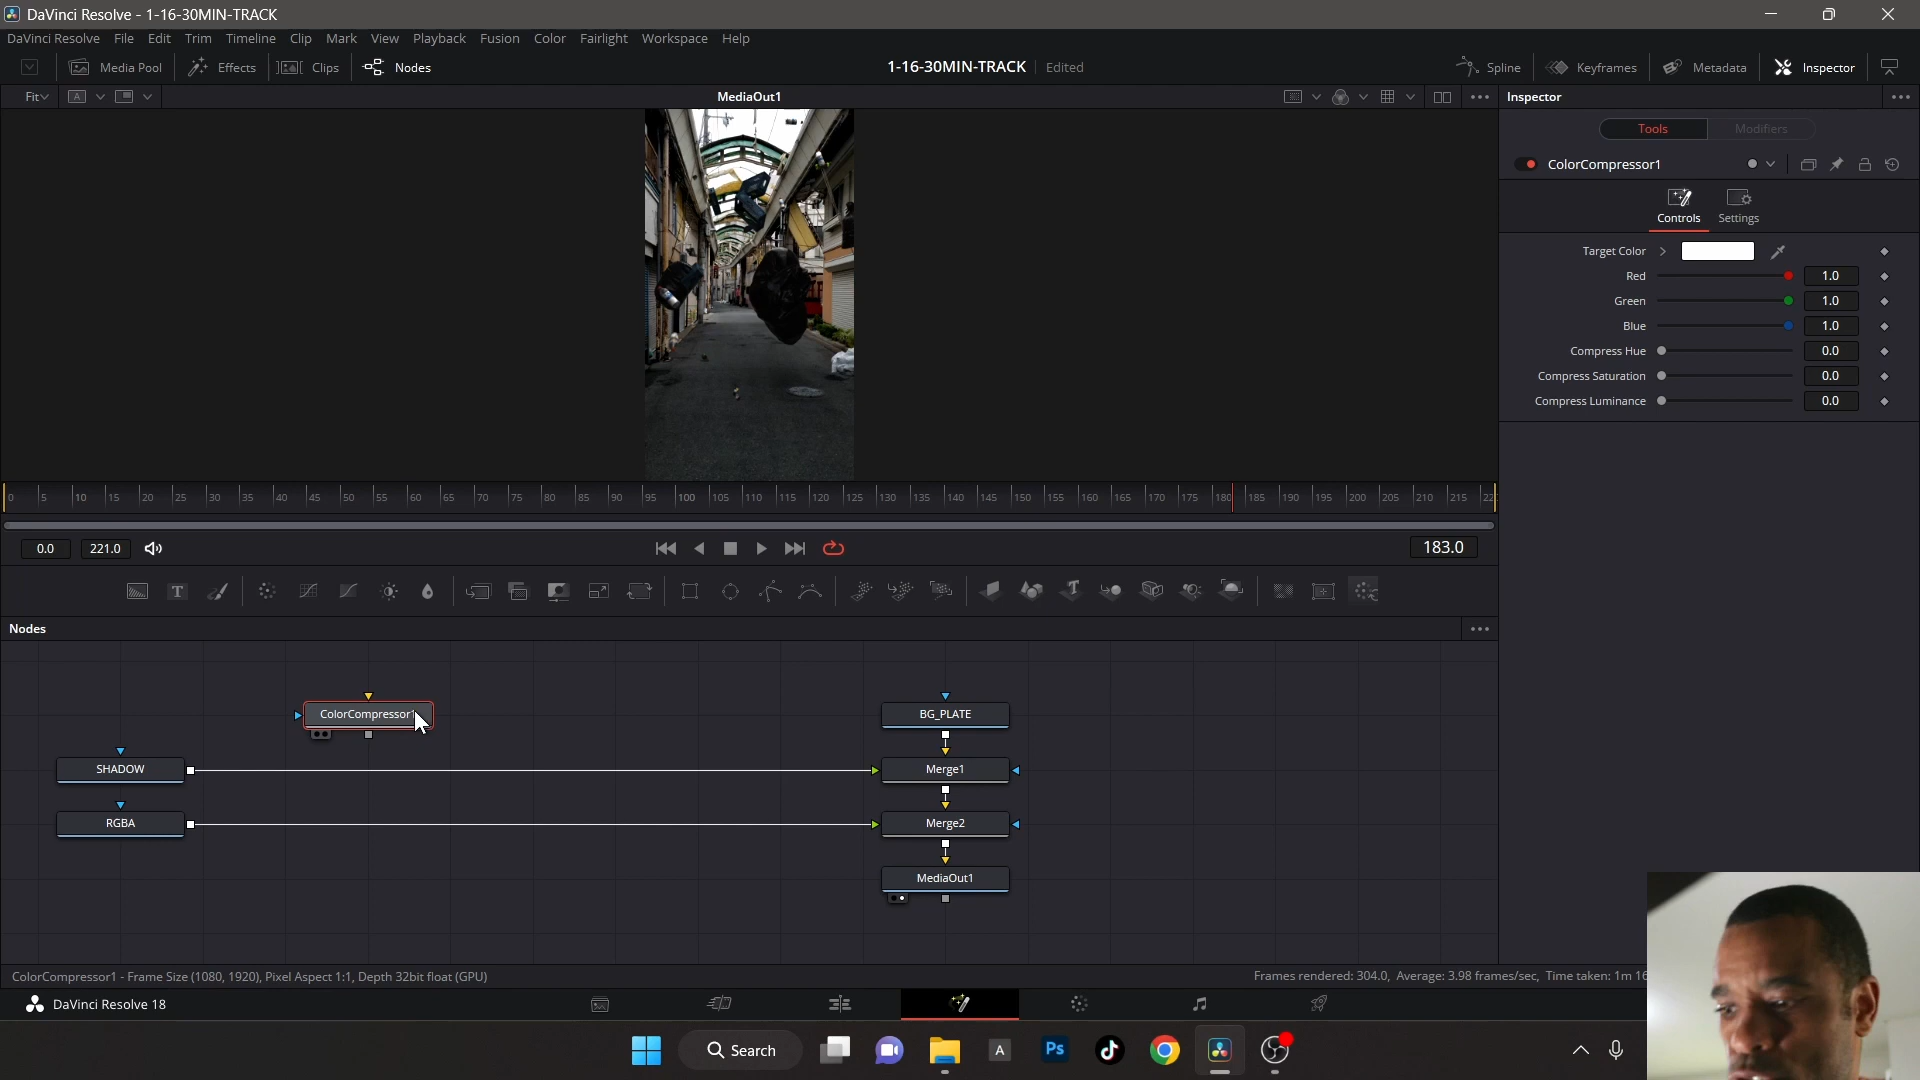 DaVinci Resolve - 1-16-30MIN-TRACK
DaVinci Resolve File Edit Trim Timeline Clip Mark View Playback Fusion Color Fairlight Workspace Help
Media Pool Effects Clips Nodes 1-16-30MIN-TRACK Edited Spline Keyframes Metadata Inspector
Fit A MediaOut1 Inspector
Tools Modifiers
ColorCompressor1
Controls Settings
Target Color
Red 1.0
Green 1.0
Blue 1.0
Compress Hue 0.0
Compress Saturation 0.0
Compress Luminance 0.0
0 5 10 15 20 25 30 35 40 45 50 55 60 65 70 75 80 85 90 95 100 105 110 115 120 125 130 135 140 145 150 155 160 165 170 175 180 185 190 195 200 205 210 215 22
0.0 221.0 183.0
T
Nodes
ColorCompressor1 BG_PLATE
SHADOW Merge1
RGBA Merge2
MediaOut1
ColorCompressor1 - Frame Size (1080, 1920), Pixel Aspect 1:1, Depth 32bit float (GPU) Frames rendered: 304.0, Average: 3.98 frames/sec, Time taken: 1m 16
DaVinci Resolve 18
Search A Ps